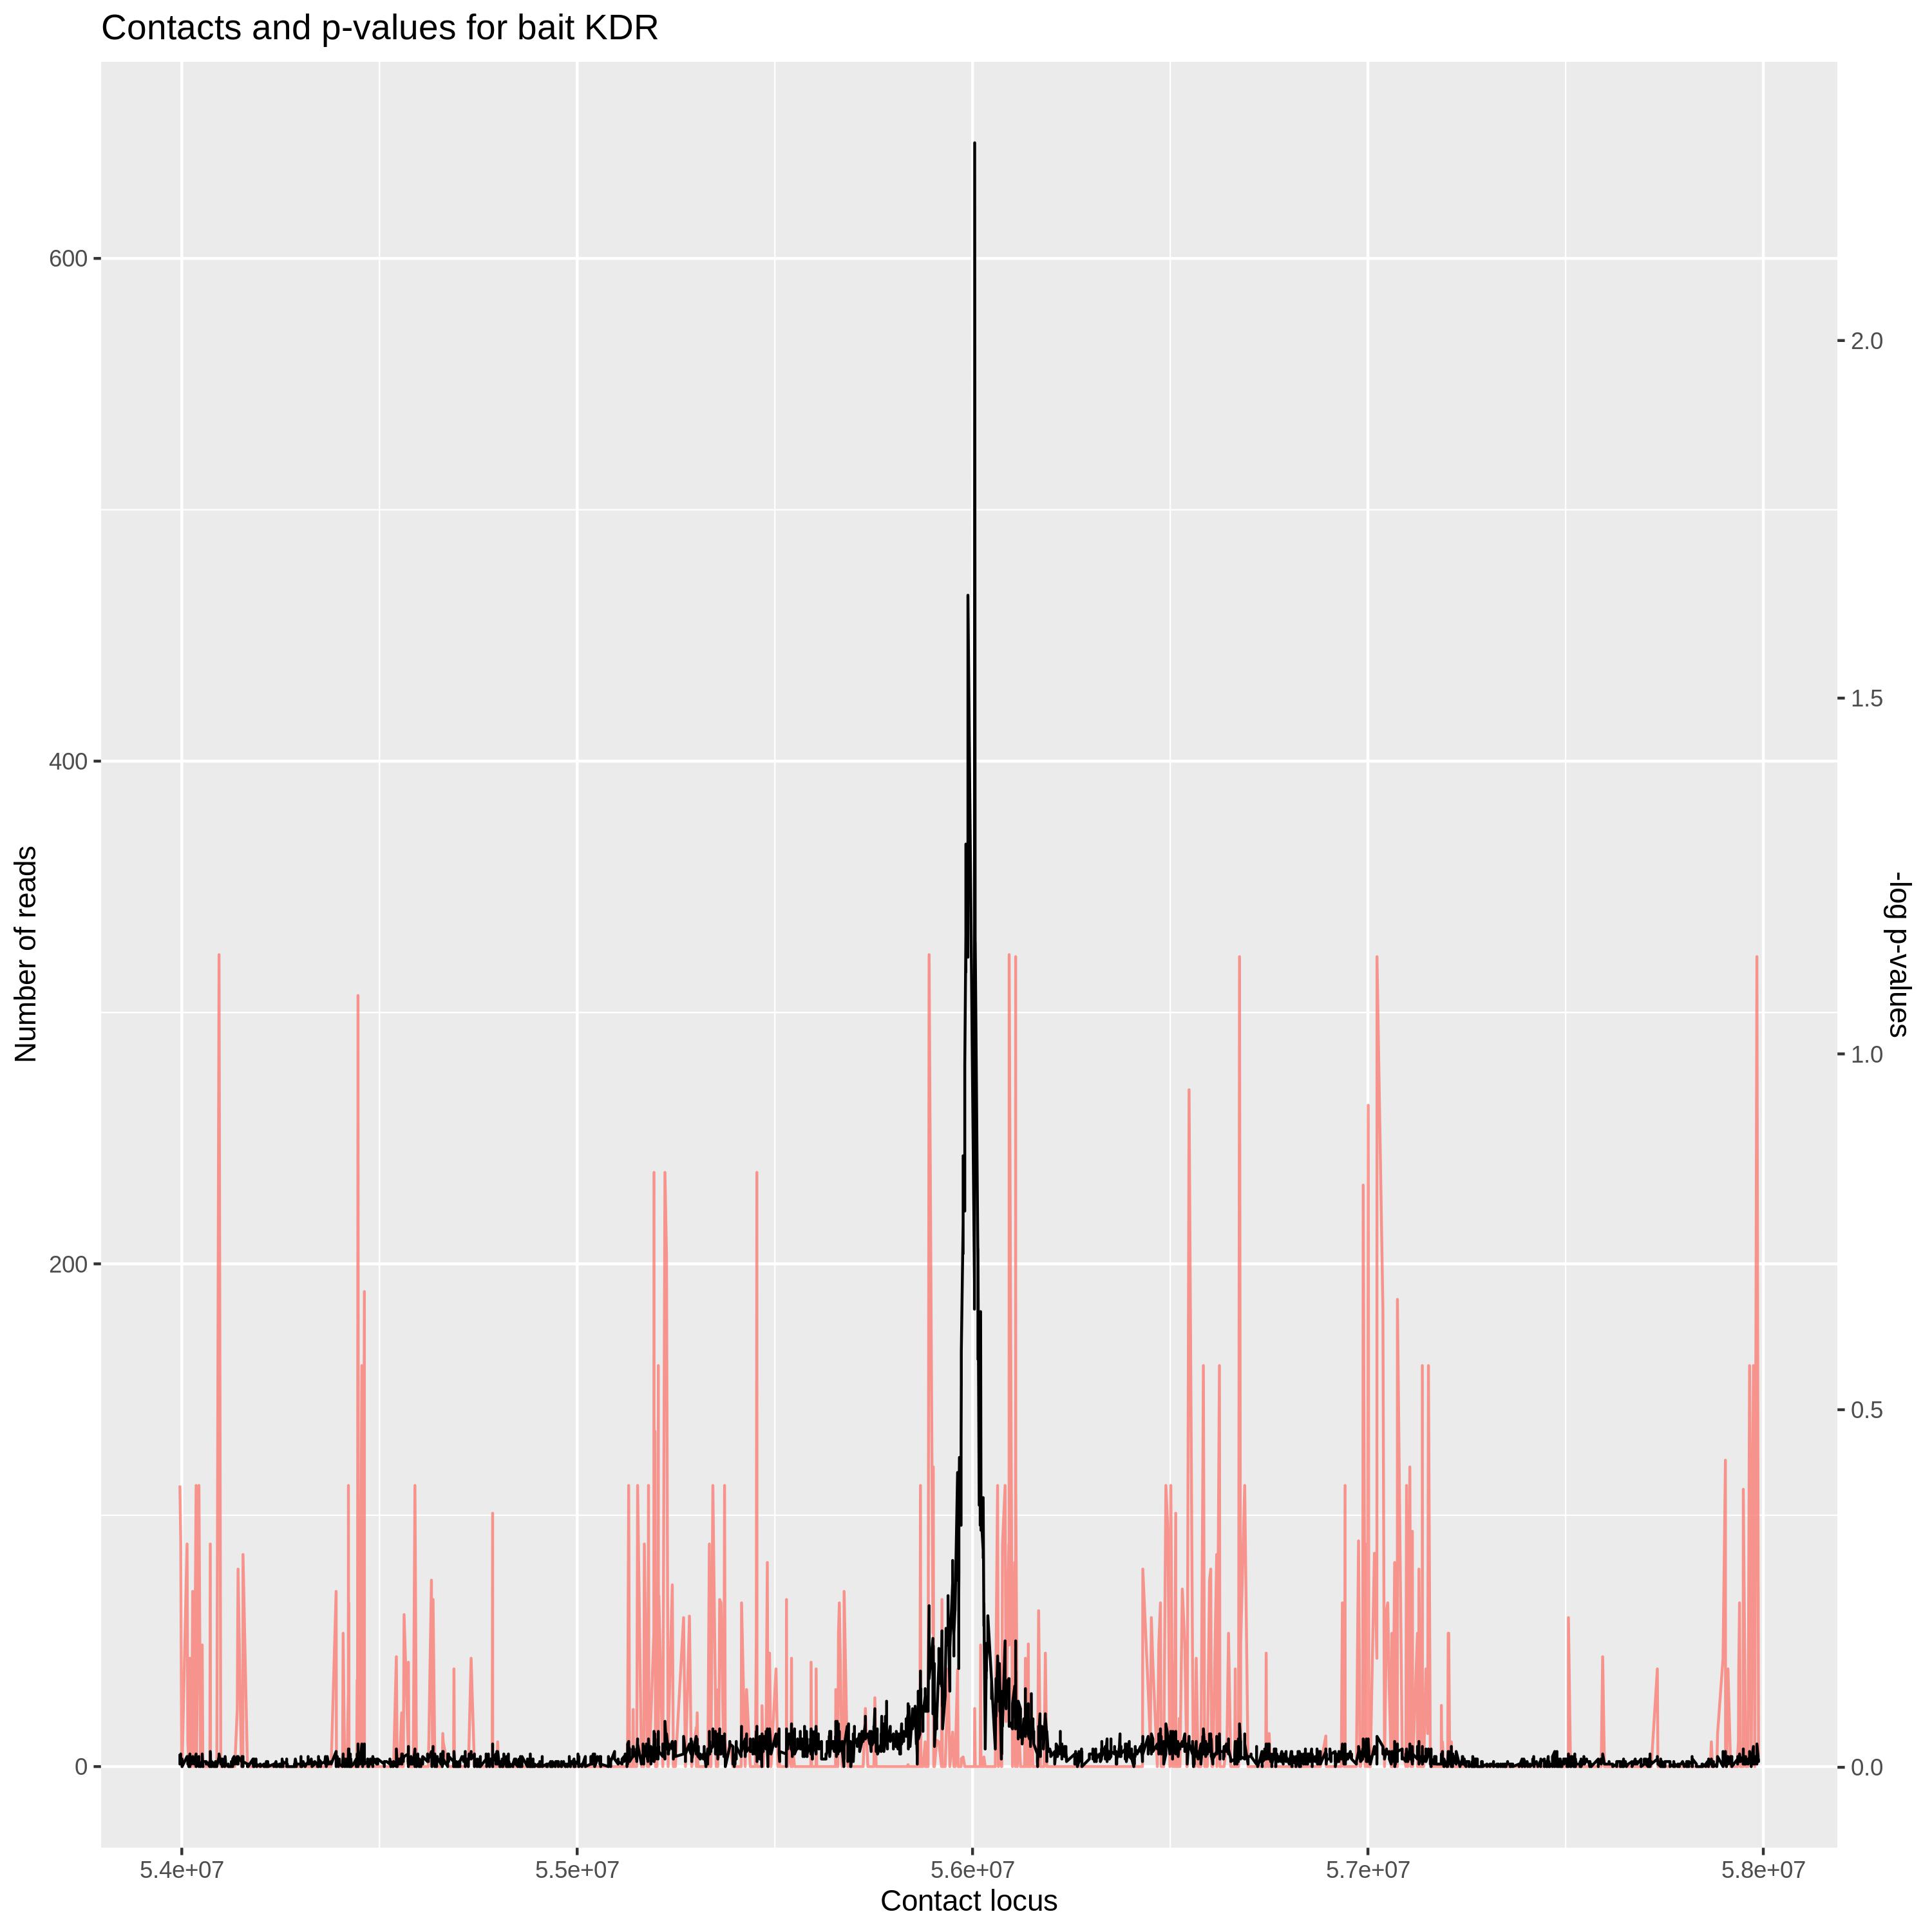 Contacts and p-values for bait KDR
Number of reads
600
400
200
0
2.0
1.5
1.0
0.5
0.0
-log p-values
5.4e+07
5.5e+07
5.6e+07
5.7e+07
5.8e+07
Contact locus